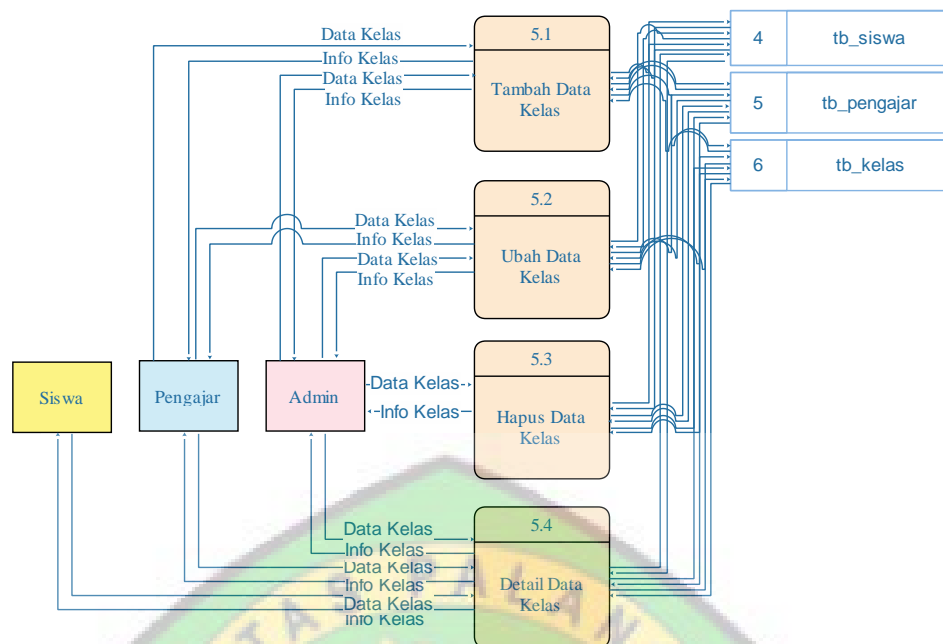 Data Kelas
Info Kelas
Data Kelas
Info Kelas
5.1
Tambah Data
Kelas
4 tb_siswa
5 tb_pengajar
6 tb_kelas
Data Kelas
Info Kelas
Data Kelas
Info Kelas
5.2
Ubah Data
Kelas
Siswa
Pengajar
Admin
Data Kelas
Info Kelas
5.3
Hapus Data
Kelas
Data Kelas
Info Kelas
Data Kelas
Info Kelas
Data Kelas
Info Kelas
5.4
Detail Data
Kelas
TAS PALAN